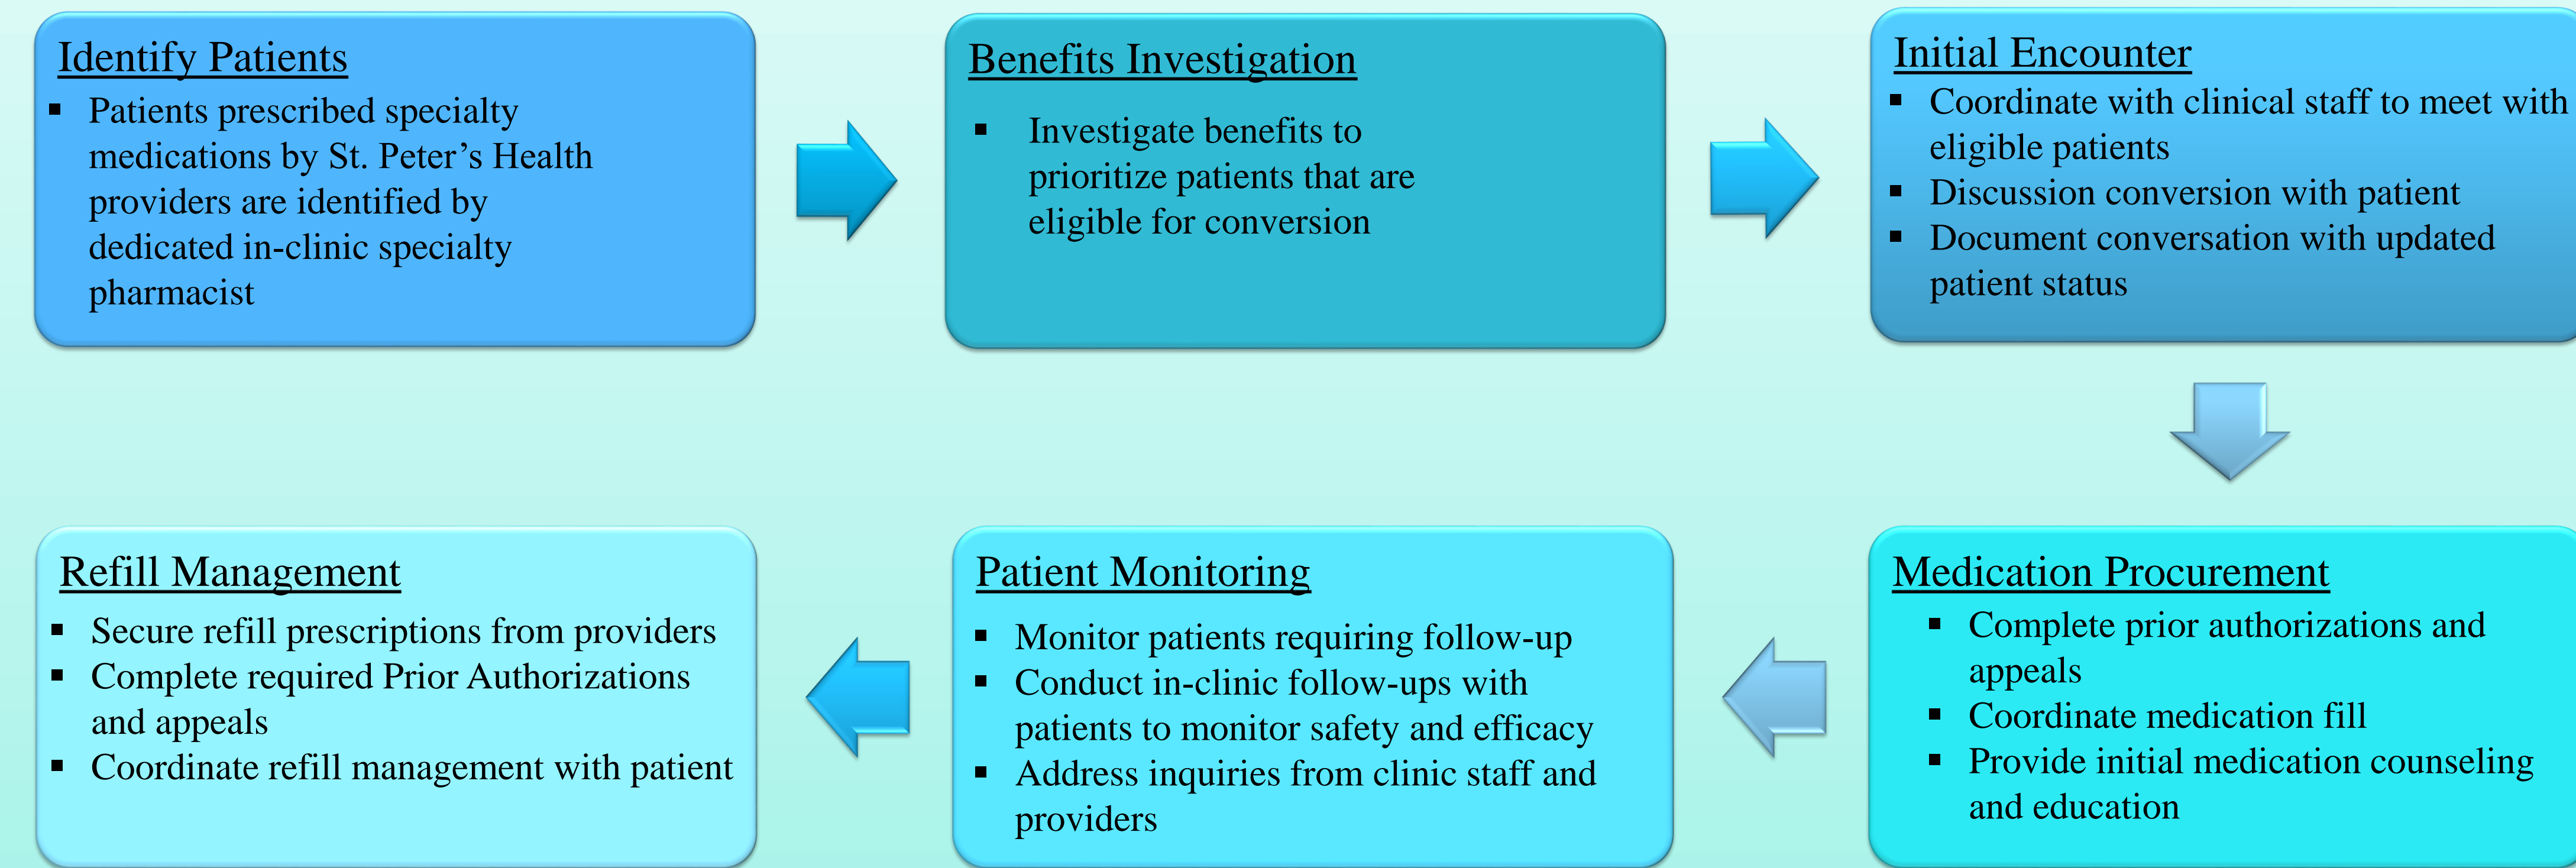 Identify Patients
▪ Patients prescribed specialty
medications by St. Peter’s Health
providers are identified by
dedicated in-clinic specialty
pharmacist
Benefits Investigation
▪ Investigate benefits to
prioritize patients that are
eligible for conversion
Initial Encounter
▪ Coordinate with clinical staff to meet with
eligible patients
▪ Discussion conversion with patient
▪ Document conversation with updated
patient status
Medication Procurement
▪ Complete prior authorizations and
appeals
▪ Coordinate medication fill
▪ Provide initial medication counseling
and education
Patient Monitoring
▪ Monitor patients requiring follow-up
▪ Conduct in-clinic follow-ups with
patients to monitor safety and efficacy
▪ Address inquiries from clinic staff and
providers
Refill Management
▪ Secure refill prescriptions from providers
▪ Complete required Prior Authorizations
and appeals
▪ Coordinate refill management with patient